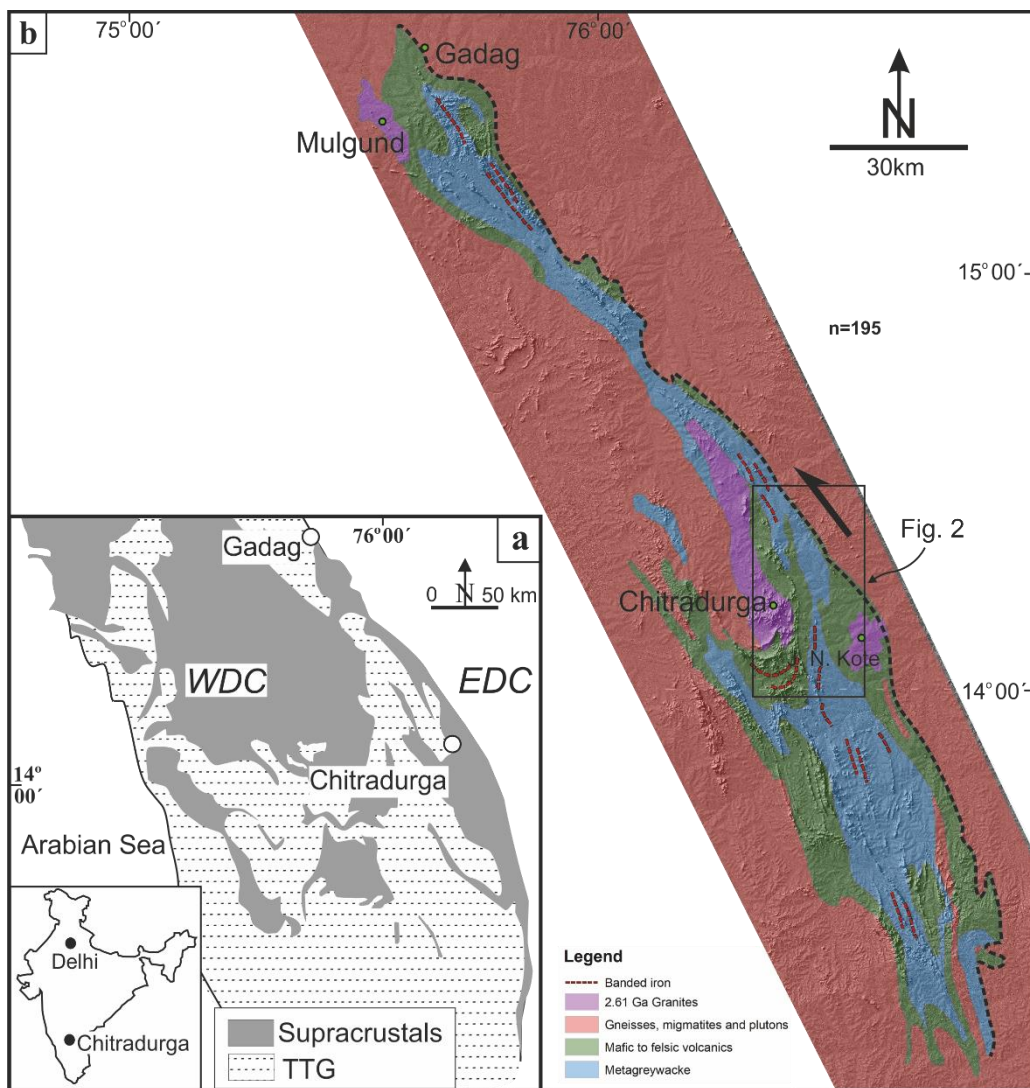 b
75°00´
76°00´
Gadag
Mulgund
N
30km
15°00´
n=195
Fig. 2
Chitradurga
N. Kote
14°00´
a
76°00´
Gadag
N
0 50 km
WDC
EDC
Chitradurga
14°
00´
Arabian Sea
Delhi
Chitradurga
Supracrustals
TTG
Legend
Banded iron
2.61 Ga Granites
Gneisses, migmatites and plutons
Mafic to felsic volcanics
Metagreywacke